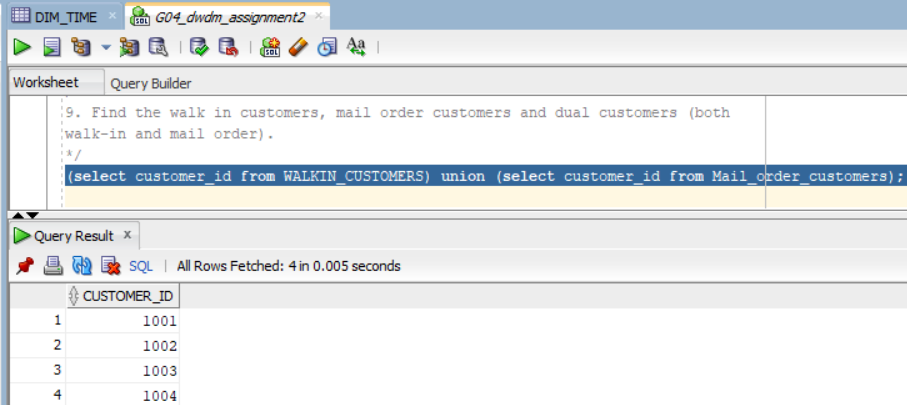 DIM_TIME × G04_dwdm_assignment2 ×
Worksheet Query Builder
9. Find the walk in customers, mail order customers and dual customers (both
walk-in and mail order).
*/
(select customer_id from WALKIN_CUSTOMERS) union (select customer_id from Mail_order_customers);
Query Result ×
SQL | All Rows Fetched: 4 in 0.005 seconds
CUSTOMER_ID
1 1001
2 1002
3 1003
4 1004